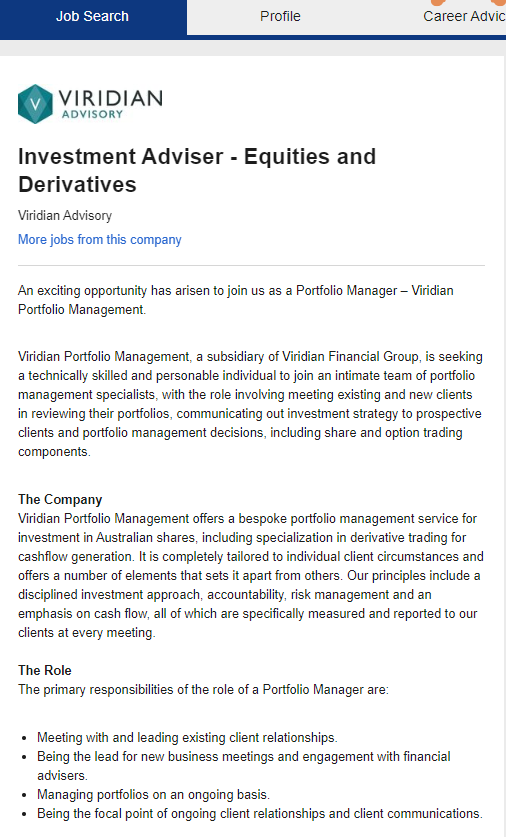 Job Search
Profile
Career Advic
V
VIRIDIAN
ADVISORY
Investment Adviser - Equities and
Derivatives
Viridian Advisory
More jobs from this company
An exciting opportunity has arisen to join us as a Portfolio Manager – Viridian
Portfolio Management.
Viridian Portfolio Management, a subsidiary of Viridian Financial Group, is seeking
a technically skilled and personable individual to join an intimate team of portfolio
management specialists, with the role involving meeting existing and new clients
in reviewing their portfolios, communicating out investment strategy to prospective
clients and portfolio management decisions, including share and option trading
components.
The Company
Viridian Portfolio Management offers a bespoke portfolio management service for
investment in Australian shares, including specialization in derivative trading for
cashflow generation. It is completely tailored to individual client circumstances and
offers a number of elements that sets it apart from others. Our principles include a
disciplined investment approach, accountability, risk management and an
emphasis on cash flow, all of which are specifically measured and reported to our
clients at every meeting.
The Role
The primary responsibilities of the role of a Portfolio Manager are:
• Meeting with and leading existing client relationships.
• Being the lead for new business meetings and engagement with financial
advisers.
• Managing portfolios on an ongoing basis.
• Being the focal point of ongoing client relationships and client communications.